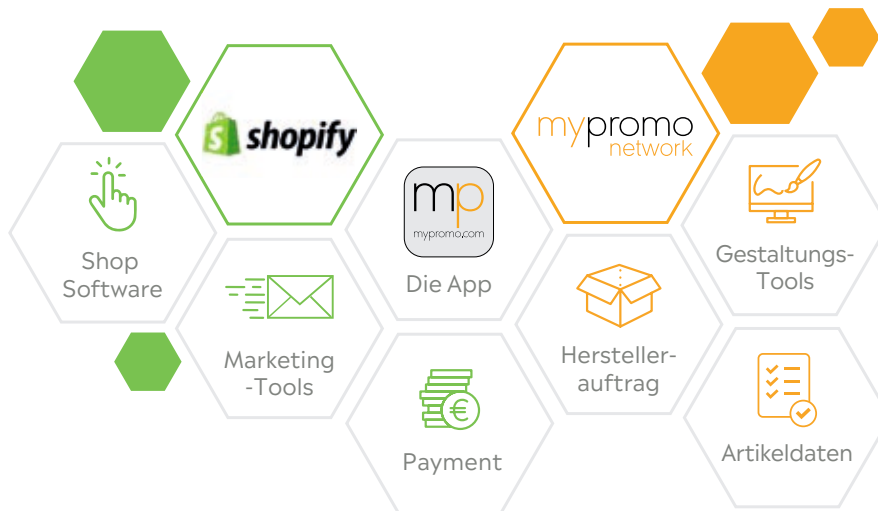 shopify
mypromo
network
mp
mypromo.com
Die App
Shop
Software
Marketing
-Tools
Payment
Hersteller-
auftrag
Gestaltungs-
Tools
Artikeldaten
S
€